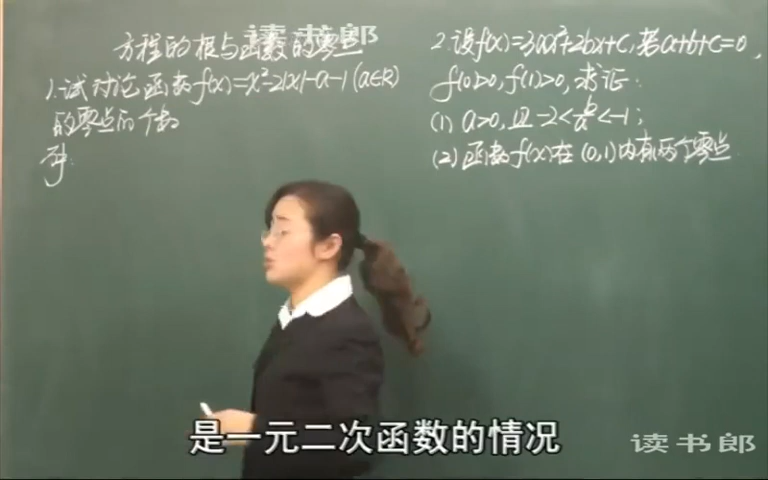 读书郎
方程的根与函数的零点
1.试讨论函数f(x)=x²-2|x|-a-1(a∈R)
的零点的个数
解:
2.设f(x)=3ax²+2bx+c,若a+b+c=0,
f(0)>0,f(1)>0,求证:
(1) a>0,且-2<b/a<-1;
(2)函数f(x)在(0,1)内有两个零点.
是一元二次函数的情况
读书郎